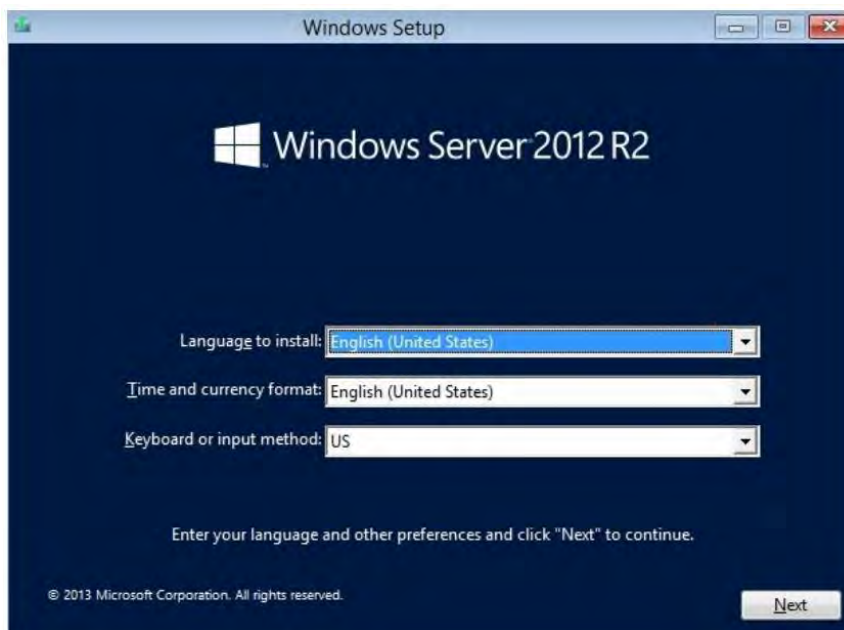 Windows Setup
Windows Server 2012 R2
Language to install: English (United States)
Time and currency format: English (United States)
Keyboard or input method: US
Enter your language and other preferences and click "Next" to continue.
© 2013 Microsoft Corporation. All rights reserved.
Next